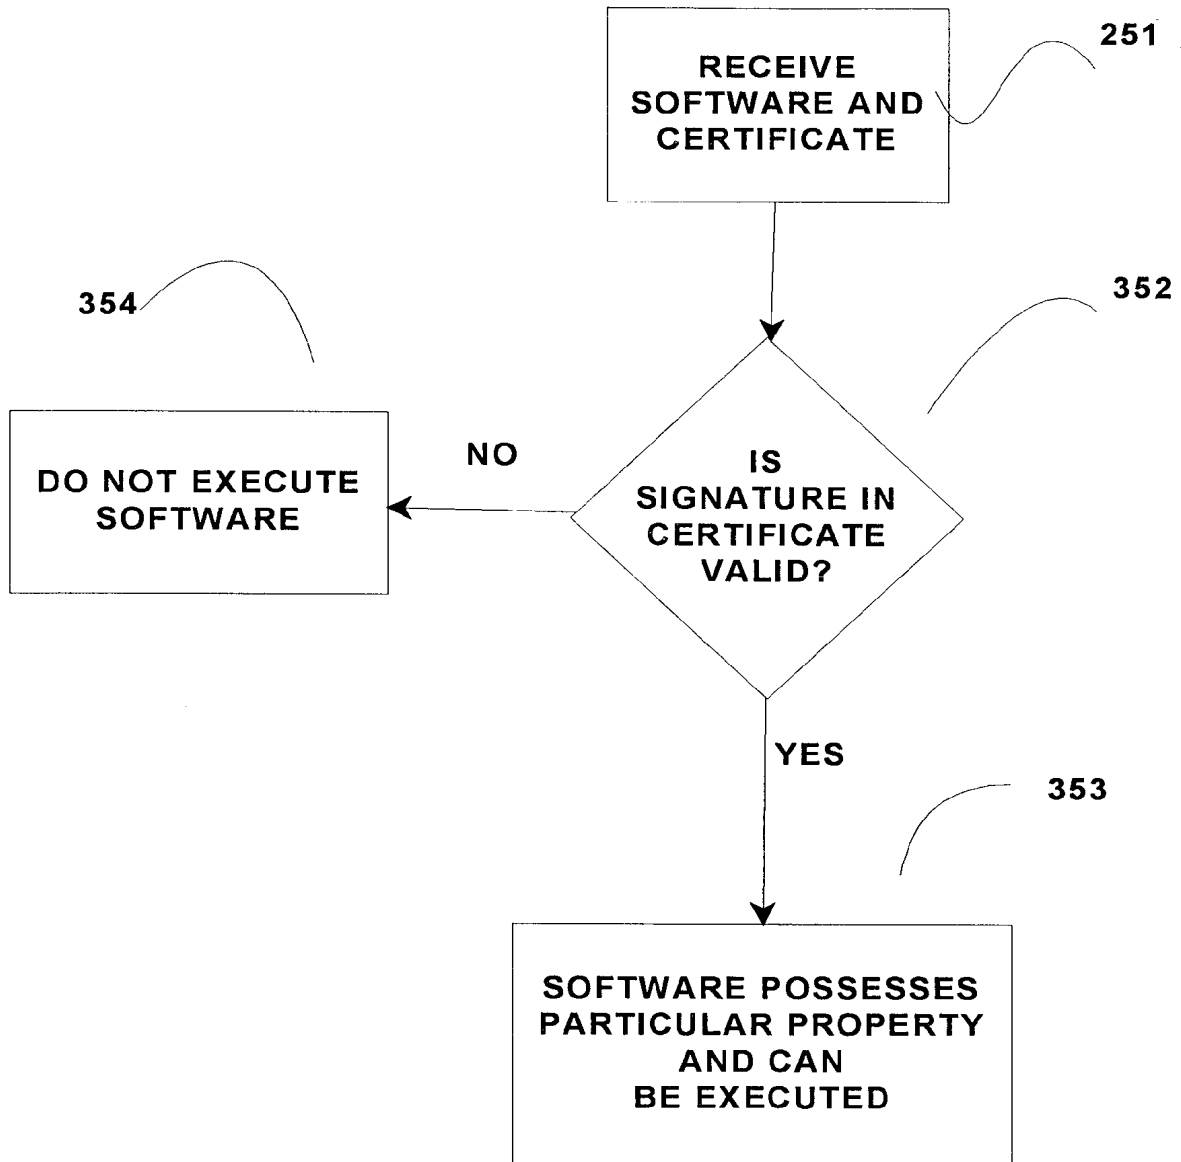 251
RECEIVE
SOFTWARE AND
CERTIFICATE
352
354
IS
SIGNATURE IN
CERTIFICATE
VALID?
NO
DO NOT EXECUTE
SOFTWARE
YES
353
SOFTWARE POSSESSES
PARTICULAR PROPERTY
AND CAN
BE EXECUTED